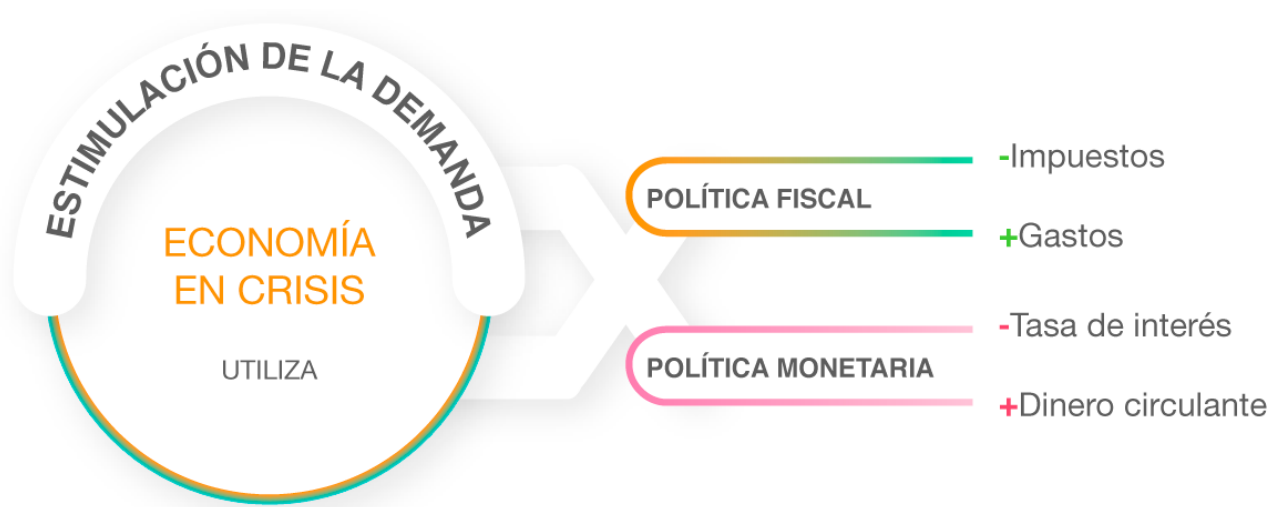 ESTIMULACIÓN DE LA DEMANDA
ECONOMÍA
EN CRISIS
UTILIZA
POLÍTICA FISCAL
-Impuestos
+Gastos
POLÍTICA MONETARIA
-Tasa de interés
+Dinero circulante